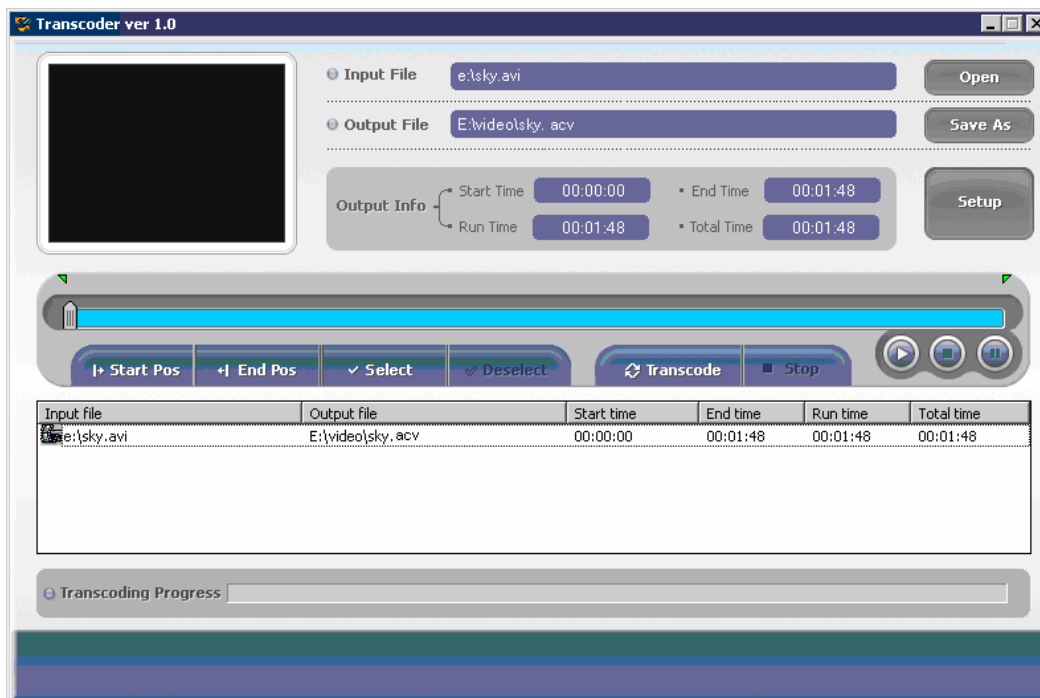 Transcoder ver 1.0
Input File e:\sky.avi Open
Output File E:\video\sky. acv Save As
Output Info
Start Time 00:00:00 End Time 00:01:48
Run Time 00:01:48 Total Time 00:01:48
Setup
Start Pos End Pos Select Deselect Transcode Stop
Input file Output file Start time End time Run time Total time
e:\sky.avi E:\video\sky. acv 00:00:00 00:01:48 00:01:48 00:01:48
Transcoding Progress